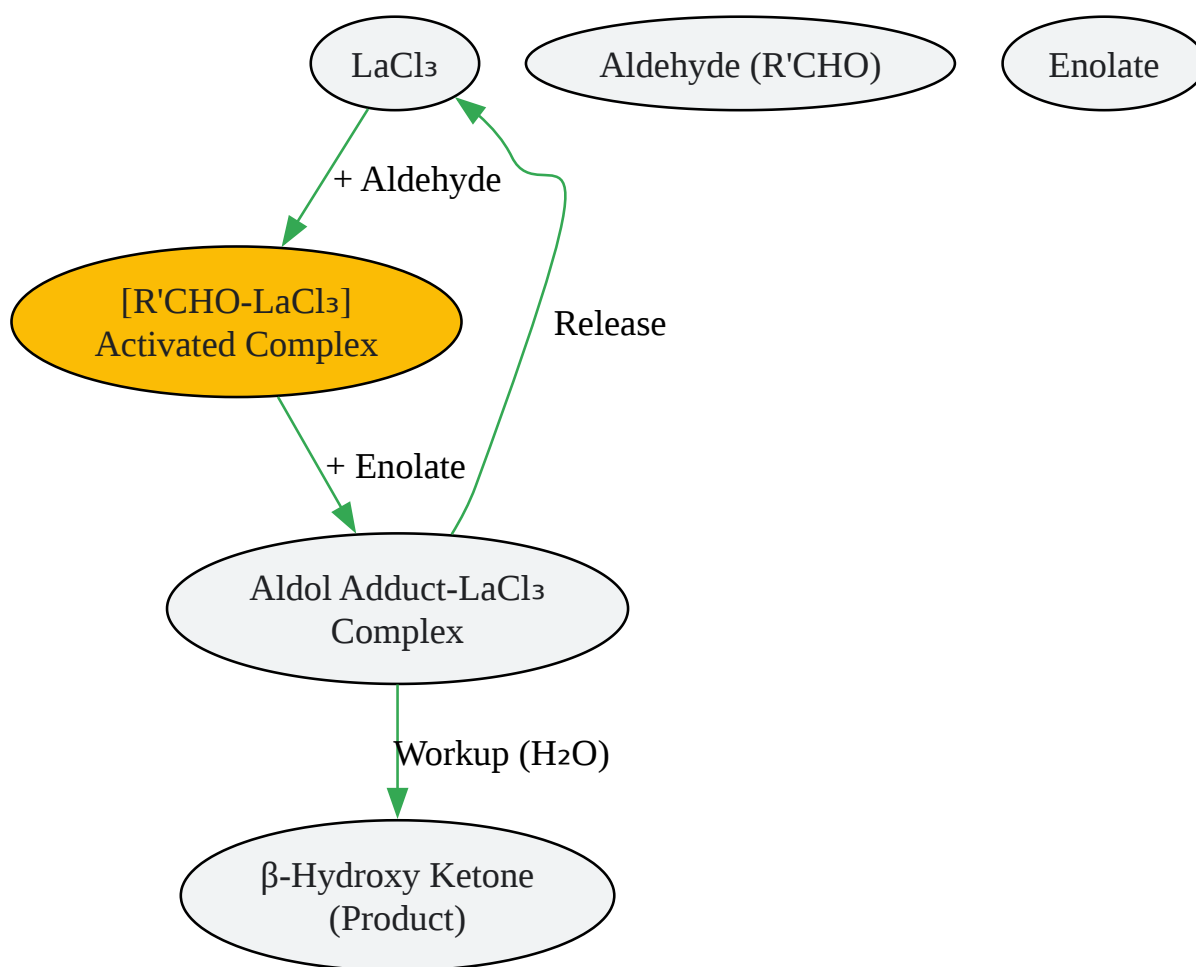 LaCl₃
Aldehyde (R'CHO)
Enolate
+ Aldehyde
[R'CHO-LaCl₃]
Activated Complex
Release
+ Enolate
Aldol Adduct-LaCl₃
Complex
Workup (H₂O)
β-Hydroxy Ketone
(Product)